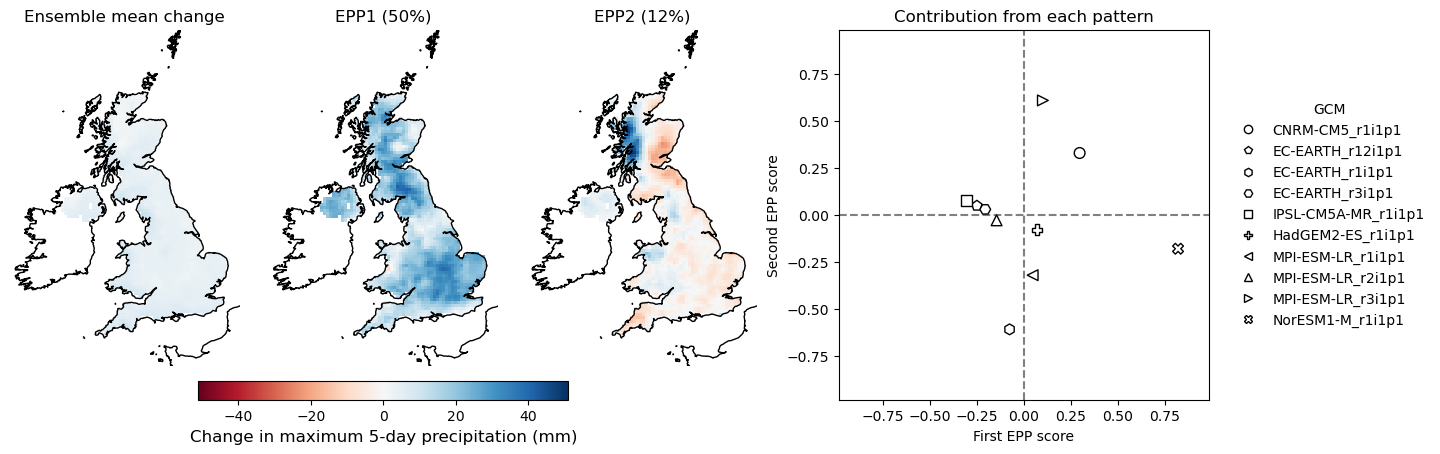 Ensemble mean change
EPP1 (50%)
EPP2 (12%)
Contribution from each pattern
−40
−20
0
20
40
Change in maximum 5-day precipitation (mm)
Second EPP score
0.75
0.50
0.25
0.00
−0.25
−0.50
−0.75
−0.75
−0.50
−0.25
0.00
0.25
0.50
0.75
First EPP score
GCM
CNRM-CM5_r1i1p1
EC-EARTH_r12i1p1
EC-EARTH_r1i1p1
EC-EARTH_r3i1p1
IPSL-CM5A-MR_r1i1p1
HadGEM2-ES_r1i1p1
MPI-ESM-LR_r1i1p1
MPI-ESM-LR_r2i1p1
MPI-ESM-LR_r3i1p1
NorESM1-M_r1i1p1